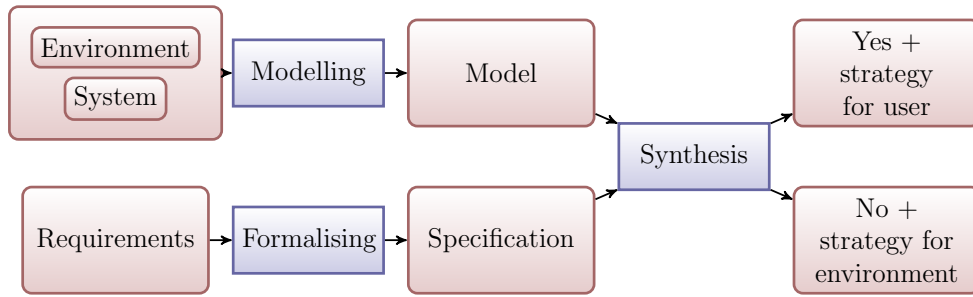 Environment
System
Modelling
Model
Yes +
strategy
for user
Synthesis
Requirements
Formalising
Specification
No +
strategy for
environment